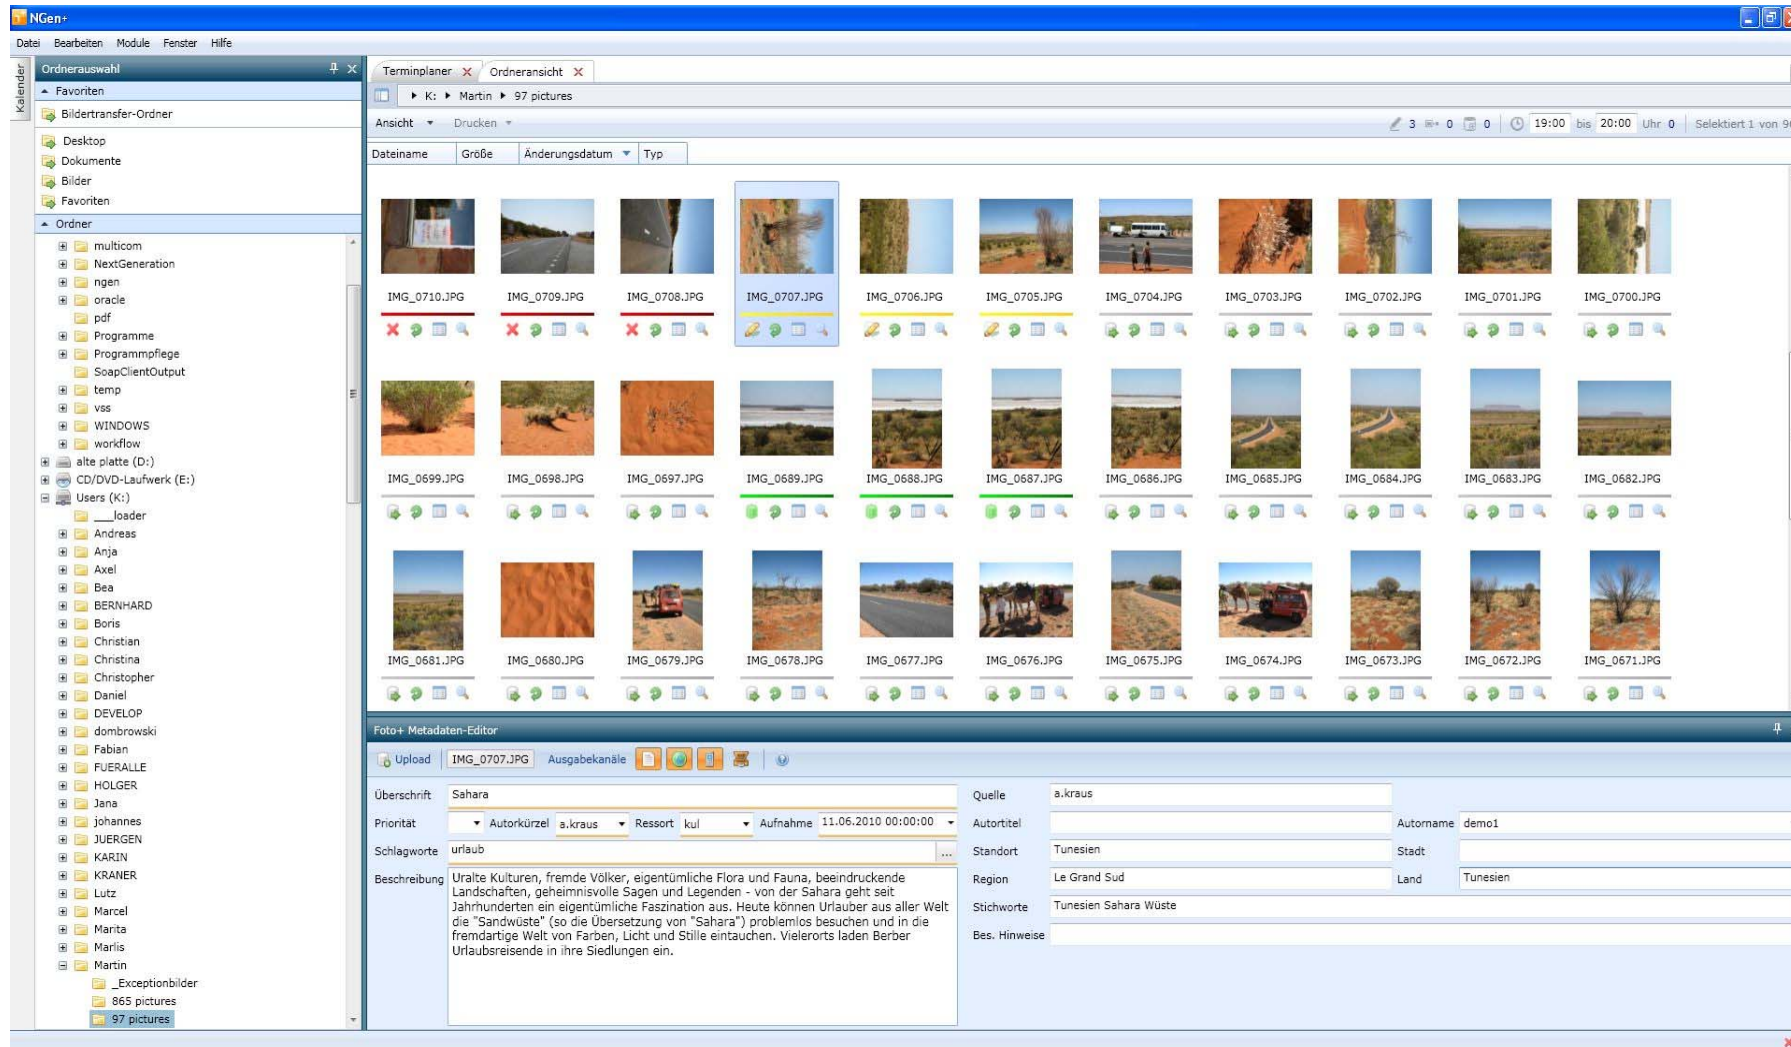 NGen+
Datei Bearbeiten Module Fenster Hilfe
Kalender
Ordnerauswahl
Favoriten
Bildertransfer-Ordner
Desktop
Dokumente
Bilder
Favoriten
Ordner
multicom
NextGeneration
ngen
oracle
pdf
Programme
Programmpflege
SoapClientOutput
temp
vss
WINDOWS
workflow
alte platte (D:)
CD/DVD-Laufwerk (E:)
Users (K:)
___loader
Andreas
Anja
Axel
Bea
BERNHARD
Boris
Christian
Christina
Christopher
Daniel
DEVELOP
dombrowski
Fabian
FUERALLE
HOLGER
Jana
johannes
JUERGEN
KARIN
KRANER
Lutz
Marcel
Marita
Marlis
Martin
_Exceptionbilder
865 pictures
97 pictures
Terminplaner Ordneransicht
K: Martin 97 pictures
Ansicht Drucken 3 0 0 19:00 bis 20:00 Uhr 0 Selektiert 1 von
Dateiname Größe Änderungsdatum Typ
IMG_0710.JPG IMG_0709.JPG IMG_0708.JPG IMG_0707.JPG IMG_0706.JPG IMG_0705.JPG IMG_0704.JPG IMG_0703.JPG IMG_0702.JPG IMG_0701.JPG IMG_0700.JPG
IMG_0699.JPG IMG_0698.JPG IMG_0697.JPG IMG_0689.JPG IMG_0688.JPG IMG_0687.JPG IMG_0686.JPG IMG_0685.JPG IMG_0684.JPG IMG_0683.JPG IMG_0682.JPG
IMG_0681.JPG IMG_0680.JPG IMG_0679.JPG IMG_0678.JPG IMG_0677.JPG IMG_0676.JPG IMG_0675.JPG IMG_0674.JPG IMG_0673.JPG IMG_0672.JPG IMG_0671.JPG
Foto+ Metadaten-Editor
Upload IMG_0707.JPG Ausgabekanäle
Überschrift Sahara
Priorität Autorkürzel a.kraus Ressort kul Aufnahme 11.06.2010 00:00:00
Schlagworte urlaub ...
Beschreibung Uralte Kulturen, fremde Völker, eigentümliche Flora und Fauna, beeindruckende
Landschaften, geheimnisvolle Sagen und Legenden - von der Sahara geht seit
Jahrhunderten ein eigentümliche Faszination aus. Heute können Urlauber aus aller Welt
die "Sandwüste" (so die Übersetzung von "Sahara") problemlos besuchen und in die
fremdartige Welt von Farben, Licht und Stille eintauchen. Vielerorts laden Berber
Urlaubsreisende in ihre Siedlungen ein.
Quelle a.kraus
Autortitel Autorname demo1
Standort Tunesien Stadt
Region Le Grand Sud Land Tunesien
Stichworte Tunesien Sahara Wüste
Bes. Hinweise